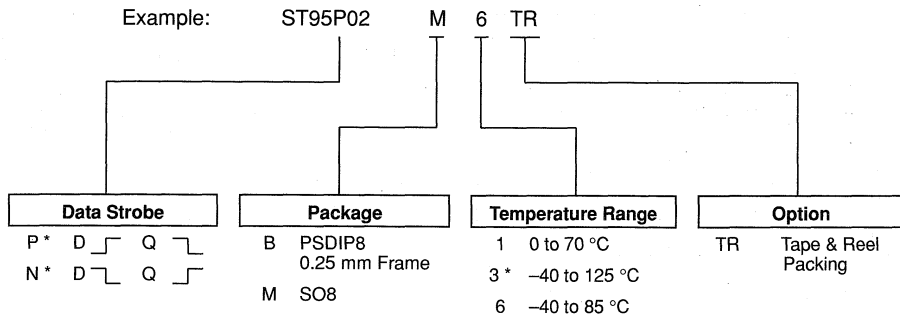 Example: ST95P02 M 6 TR
Data Strobe
P * D Q
N * D Q
Package
B PSDIP8
0.25 mm Frame
M SO8
Temperature Range
1 0 to 70 °C
3 * –40 to 125 °C
6 –40 to 85 °C
Option
TR Tape & Reel
Packing